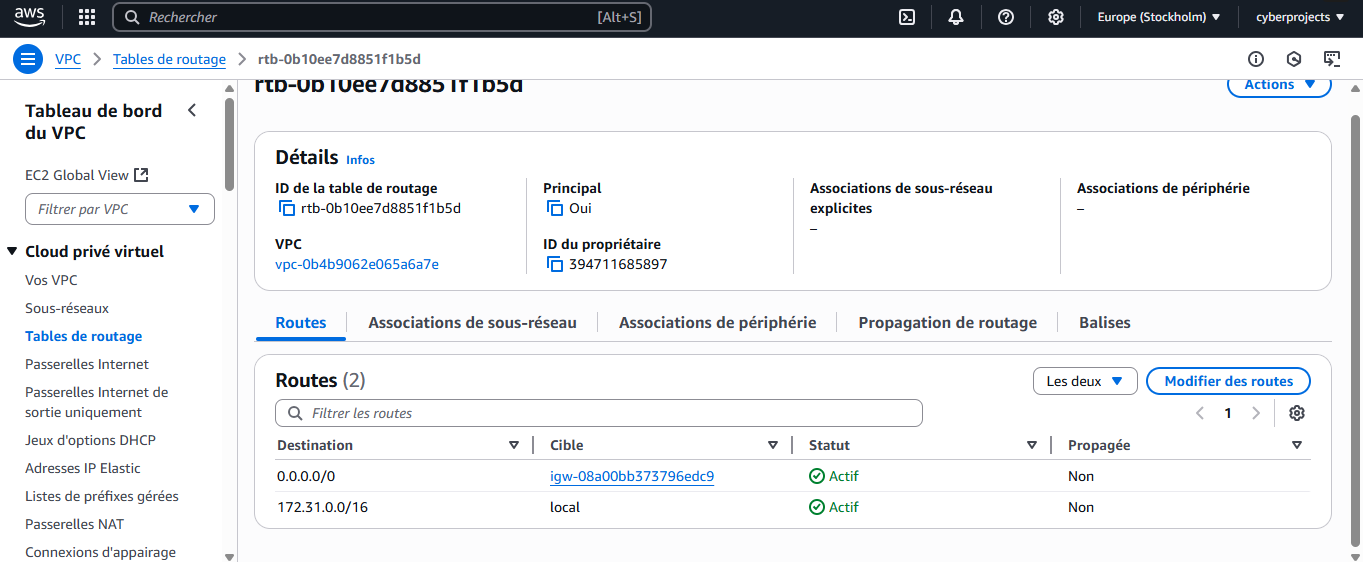 aws
Rechercher
[Alt+S]
Europe (Stockholm)
cyberprojects
VPC
Tables de routage
rtb-0b10ee7d8851f1b5d
Tableau de bord
du VPC
EC2 Global View
Filtrer par VPC
Cloud privé virtuel
Vos VPC
Sous-réseaux
Tables de routage
Passerelles Internet
Passerelles Internet de
sortie uniquement
Jeux d'options DHCP
Adresses IP Elastic
Listes de préfixes gérées
Passerelles NAT
Connexions d'appairage
rtb-0b10ee7d8851f1b5d
Actions
Détails Infos
ID de la table de routage
rtb-0b10ee7d8851f1b5d
Principal
Oui
Associations de sous-réseau
explicites
–
Associations de périphérie
–
VPC
vpc-0b4b9062e065a6a7e
ID du propriétaire
394711685897
Routes
Associations de sous-réseau
Associations de périphérie
Propagation de routage
Balises
Routes (2)
Les deux
Modifier des routes
Filtrer les routes
1
Destination Cible Statut Propagée
0.0.0.0/0 igw-08a00bb373796edc9 Actif Non
172.31.0.0/16 local Actif Non